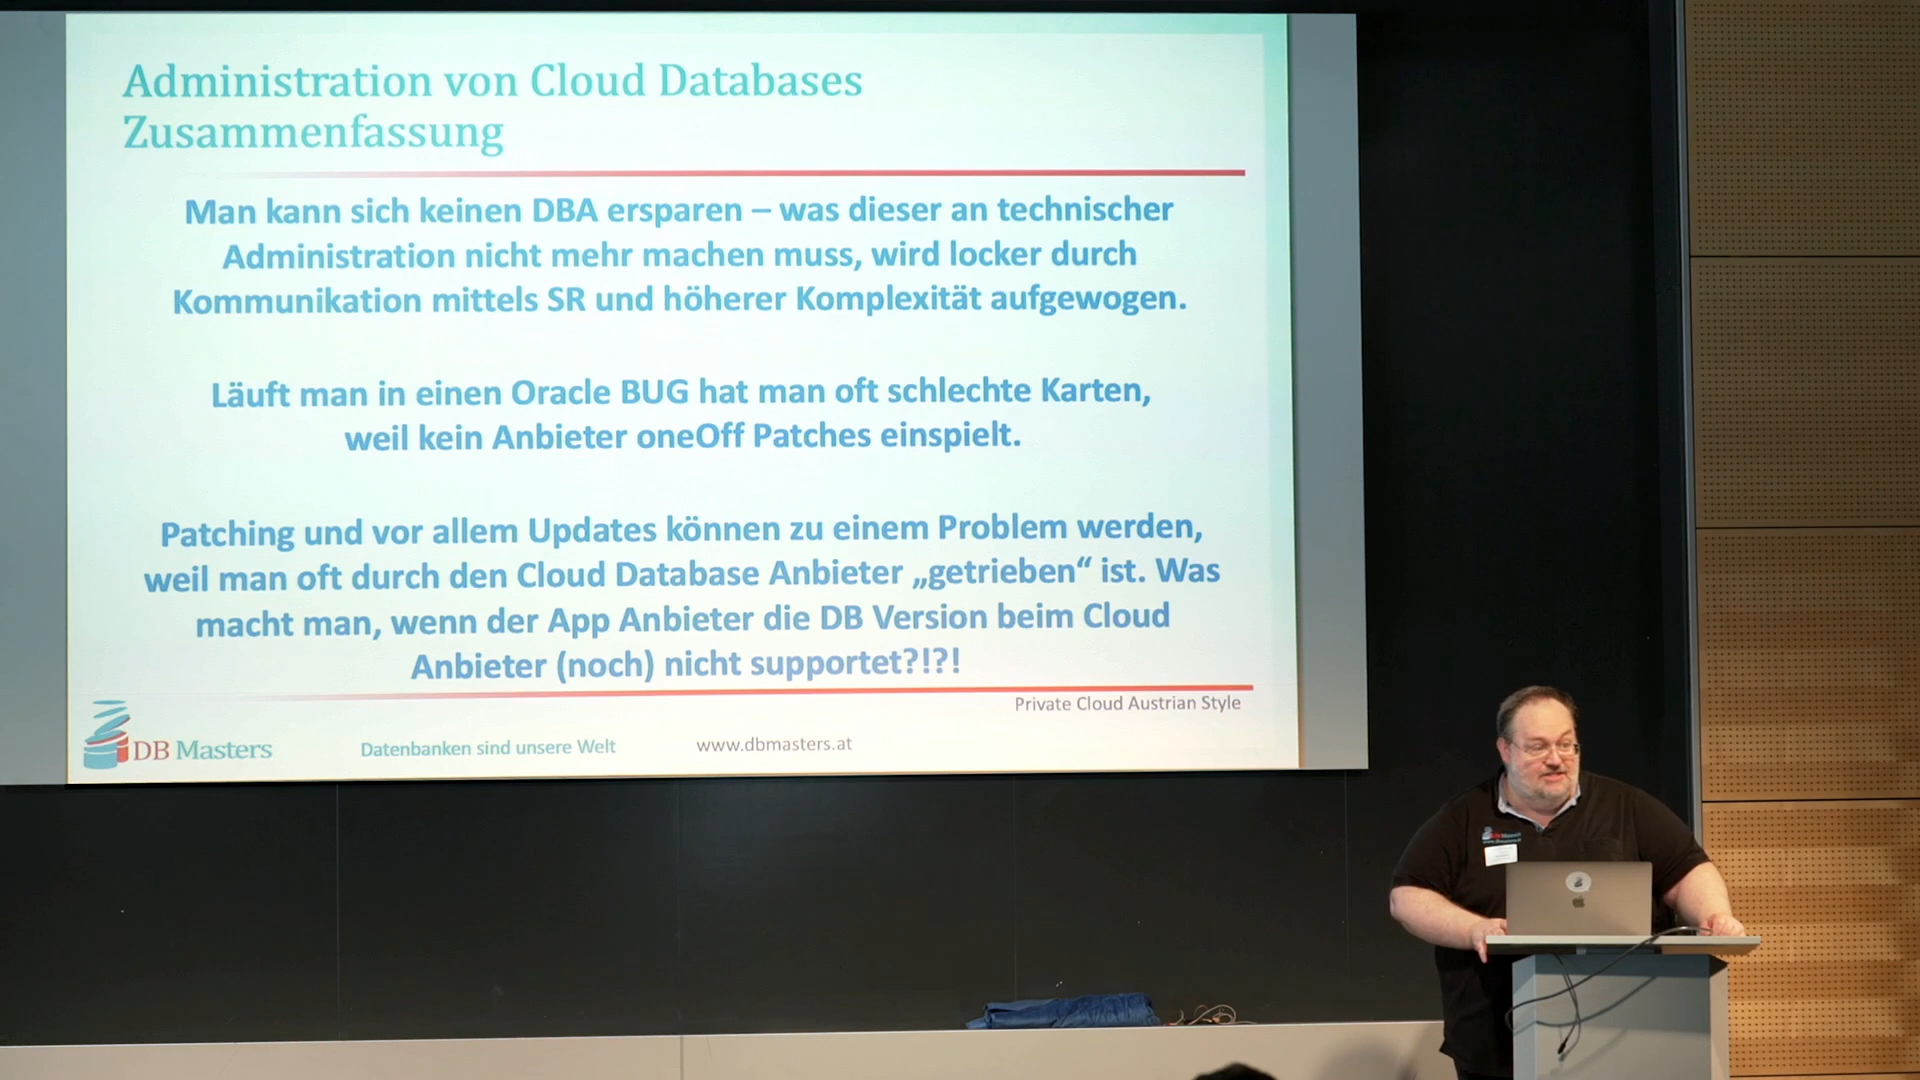 Administration von Cloud Databases
Zusammenfassung
Man kann sich keinen DBA ersparen – was dieser an technischer
Administration nicht mehr machen muss, wird locker durch
Kommunikation mittels SR und höherer Komplexität aufgewogen.
Läuft man in einen Oracle BUG hat man oft schlechte Karten,
weil kein Anbieter oneOff Patches einspielt.
Patching und vor allem Updates können zu einem Problem werden,
weil man oft durch den Cloud Database Anbieter „getrieben“ ist. Was
macht man, wenn der App Anbieter die DB Version beim Cloud
Anbieter (noch) nicht supportet?!?!
Private Cloud Austrian Style
DB Masters
Datenbanken sind unsere Welt
www.dbmasters.at